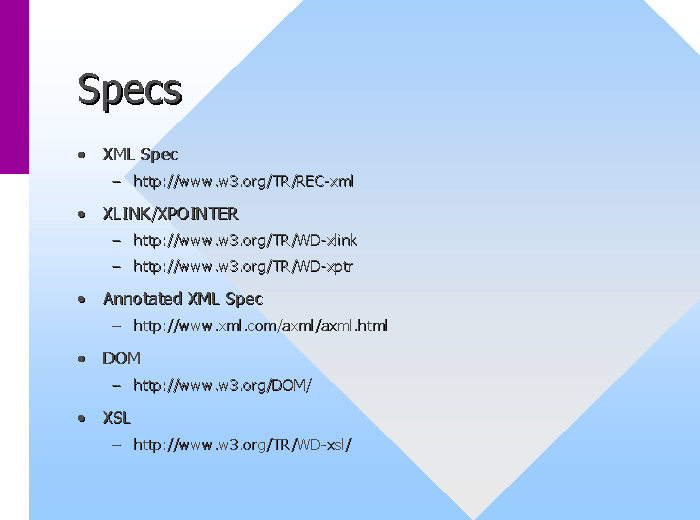 Specs
• XML Spec
– http://www.w3.org/TR/REC-xml
• XLINK/XPOINTER
– http://www.w3.org/TR/WD-xlink
– http://www.w3.org/TR/WD-xptr
• Annotated XML Spec
– http://www.xml.com/axml/axml.html
• DOM
– http://www.w3.org/DOM/
• XSL
– http://www.w3.org/TR/WD-xsl/